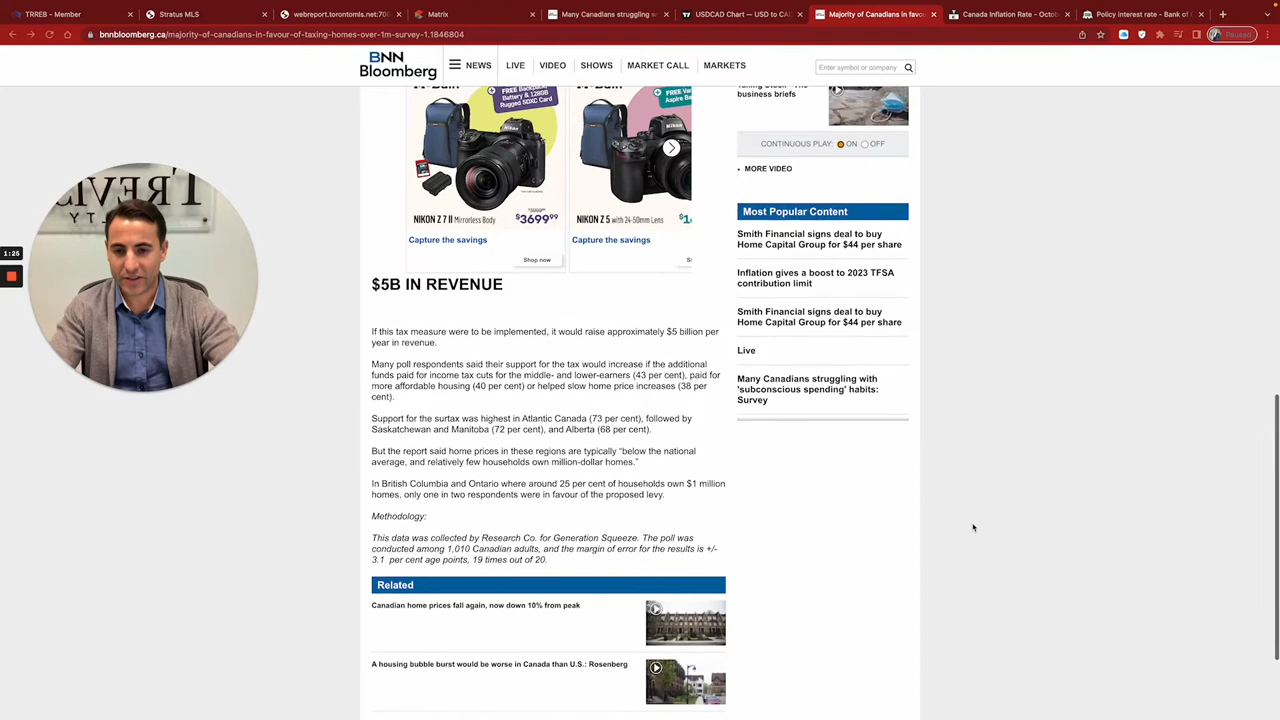 TRREB - Member
Stratus MLS
webreport.torontomls.net:700
Matrix
Many Canadians struggling w
USDCAD Chart — USD to CAD
Majority of Canadians in favou
Canada Inflation Rate - Octob
Policy interest rate - Bank of C
bnnbloomberg.ca/majority-of-canadians-in-favour-of-taxing-homes-over-1m-survey-1.1846804
Paused
BNN
Bloomberg
NEWS LIVE VIDEO SHOWS MARKET CALL MARKETS
Enter symbol or company
FREE Backpack
Battery & 128GB
Rugged SDXC Card
NIKON Z 7 II Mirrorless Body
$369999
Capture the savings
Shop now
NIKON Z 5 with 24-50mm Lens
Capture the savings
business briefs
CONTINUOUS PLAY: ON OFF
MORE VIDEO
Most Popular Content
Smith Financial signs deal to buy
Home Capital Group for $44 per share
Inflation gives a boost to 2023 TFSA
contribution limit
Smith Financial signs deal to buy
Home Capital Group for $44 per share
Live
Many Canadians struggling with
'subconscious spending' habits:
Survey
1:25
$5B IN REVENUE
If this tax measure were to be implemented, it would raise approximately $5 billion per
year in revenue.
Many poll respondents said their support for the tax would increase if the additional
funds paid for income tax cuts for the middle- and lower-earners (43 per cent), paid for
more affordable housing (40 per cent) or helped slow home price increases (38 per
cent).
Support for the surtax was highest in Atlantic Canada (73 per cent), followed by
Saskatchewan and Manitoba (72 per cent), and Alberta (68 per cent).
But the report said home prices in these regions are typically “below the national
average, and relatively few households own million-dollar homes.”
In British Columbia and Ontario where around 25 per cent of households own $1 million
homes, only one in two respondents were in favour of the proposed levy.
Methodology:
This data was collected by Research Co. for Generation Squeeze. The poll was
conducted among 1,010 Canadian adults, and the margin of error for the results is +/-
3.1 per cent age points, 19 times out of 20.
Related
Canadian home prices fall again, now down 10% from peak
A housing bubble burst would be worse in Canada than U.S.: Rosenberg